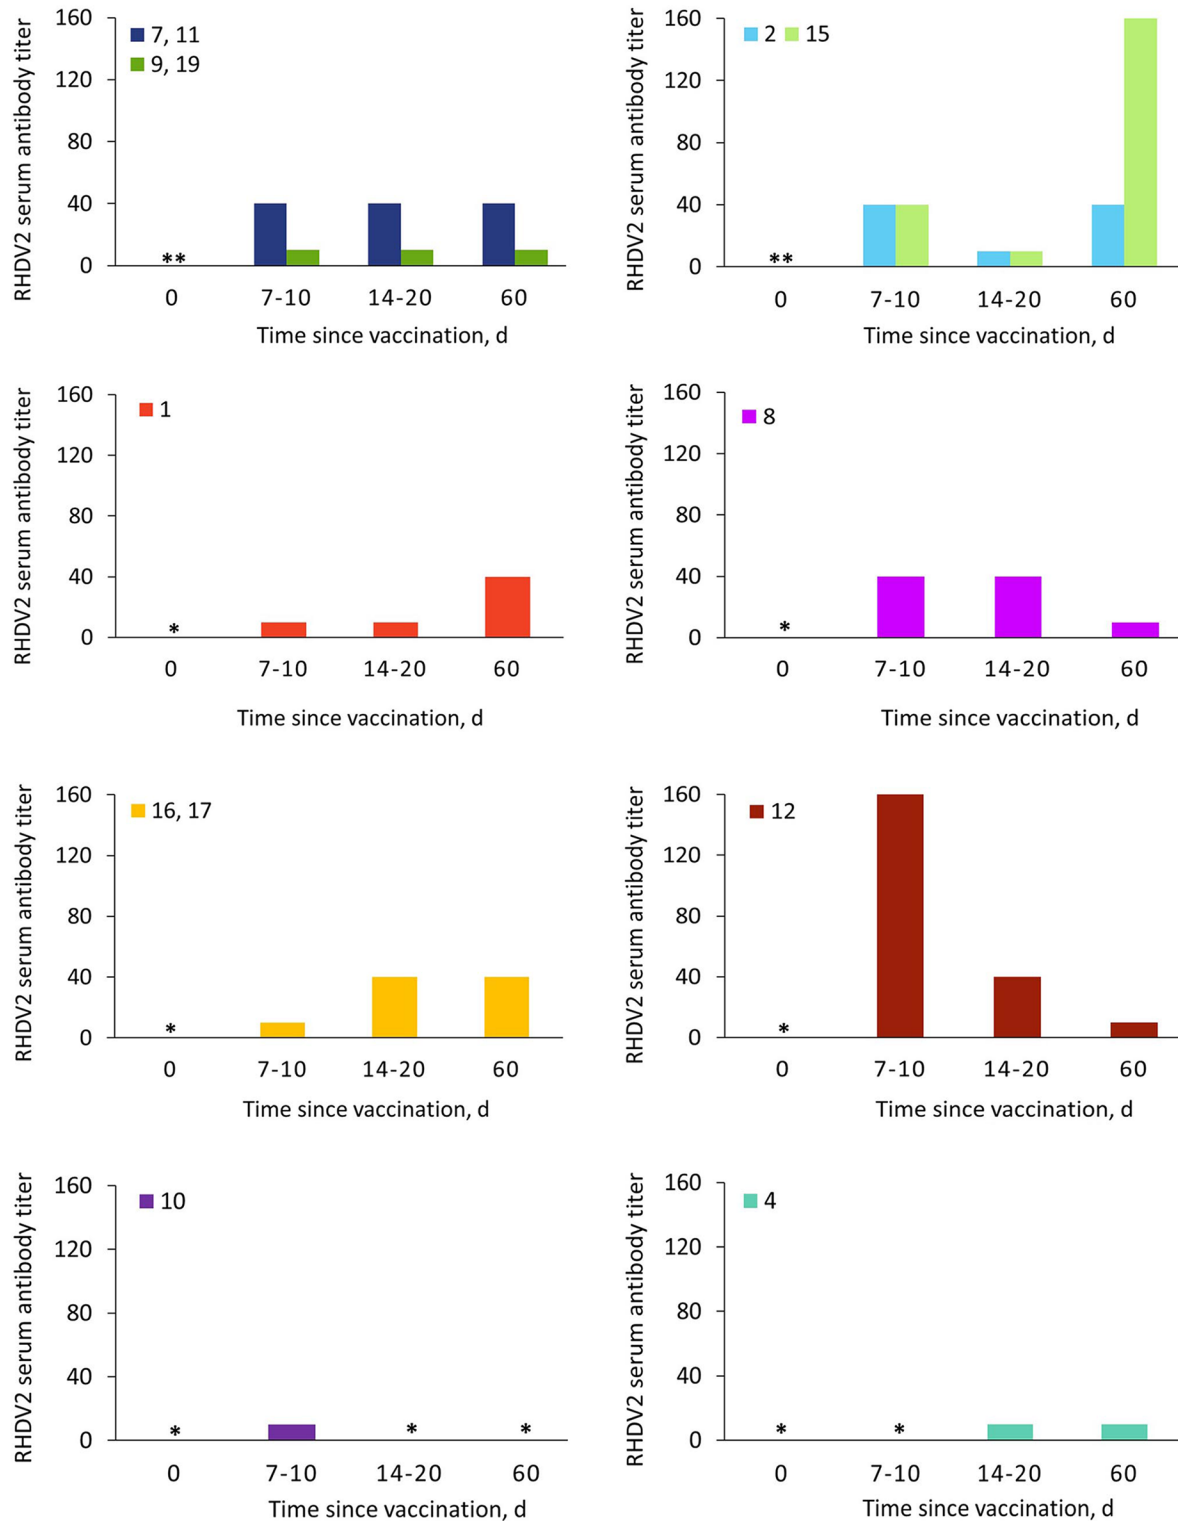 RHDV2 serum antibody titer
160
120
80
40
0
7, 11
9, 19
**
0 7-10 14-20 60
Time since vaccination, d
RHDV2 serum antibody titer
160
120
80
40
0
2 15
**
0 7-10 14-20 60
Time since vaccination, d
RHDV2 serum antibody titer
160
120
80
40
0
1
*
0 7-10 14-20 60
Time since vaccination, d
RHDV2 serum antibody titer
160
120
80
40
0
8
*
0 7-10 14-20 60
Time since vaccination, d
RHDV2 serum antibody titer
160
120
80
40
0
16, 17
*
0 7-10 14-20 60
Time since vaccination, d
RHDV2 serum antibody titer
160
120
80
40
0
12
*
0 7-10 14-20 60
Time since vaccination, d
RHDV2 serum antibody titer
160
120
80
40
0
10
* * *
0 7-10 14-20 60
Time since vaccination, d
RHDV2 serum antibody titer
160
120
80
40
0
4
* *
0 7-10 14-20 60
Time since vaccination, d